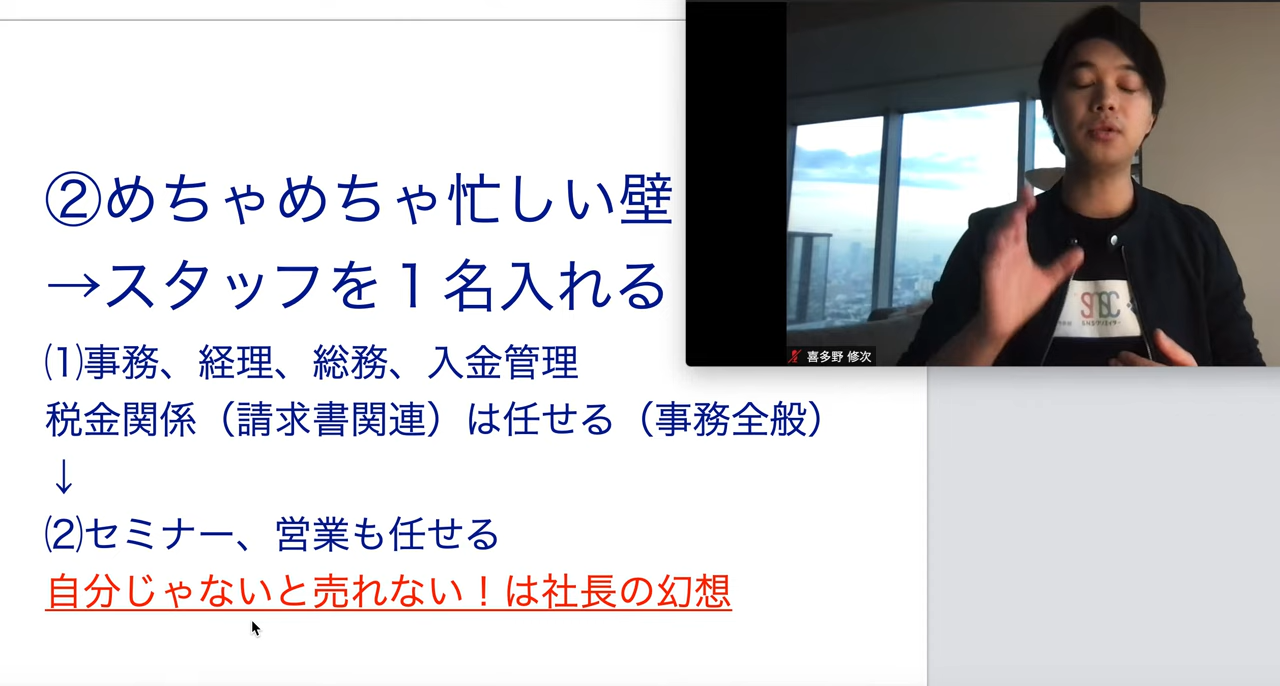 ②めちゃめちゃ忙しい壁
→スタッフを１名入れる
⑴事務、経理、総務、入金管理
税金関係（請求書関連）は任せる（事務全般）
↓
⑵セミナー、営業も任せる
自分じゃないと売れない！は社長の幻想
SNSC
SNSクリエイター
喜多野 修次